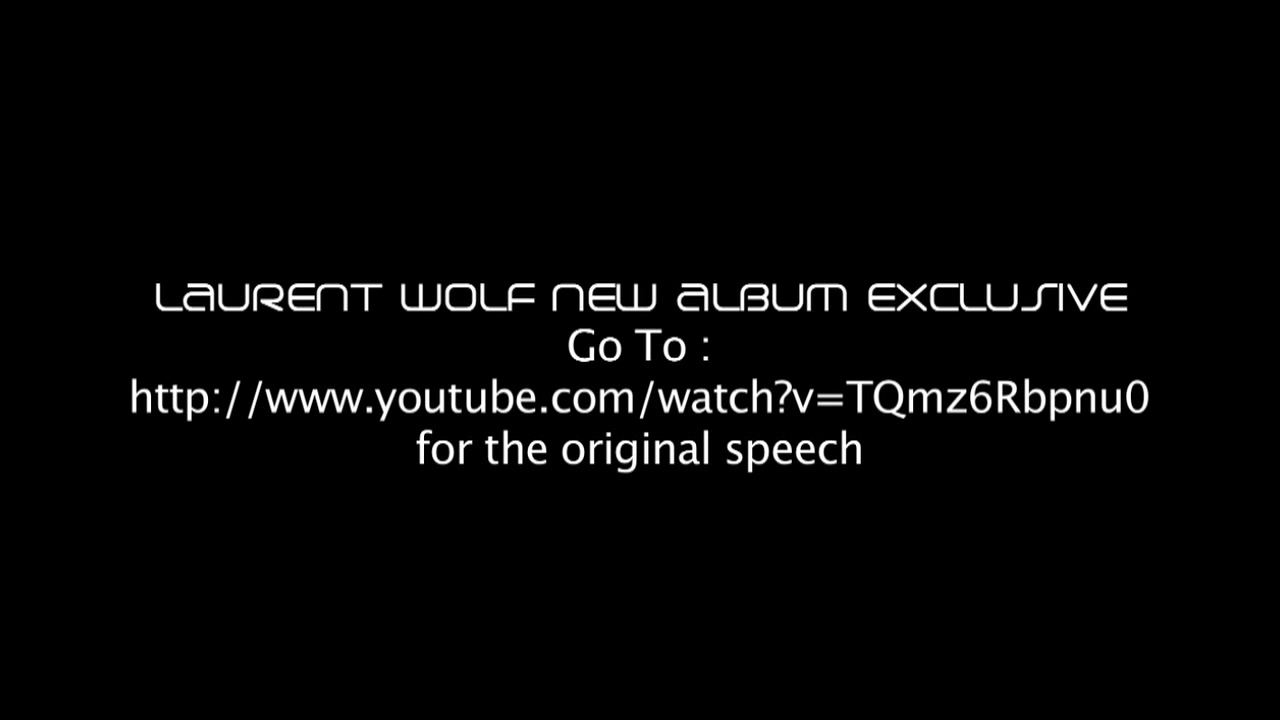 LAURENT WOLF NEW ALBUM EXCLUSIVE
Go To :
http://www.youtube.com/watch?v=TQmz6Rbpnu0
for the original speech